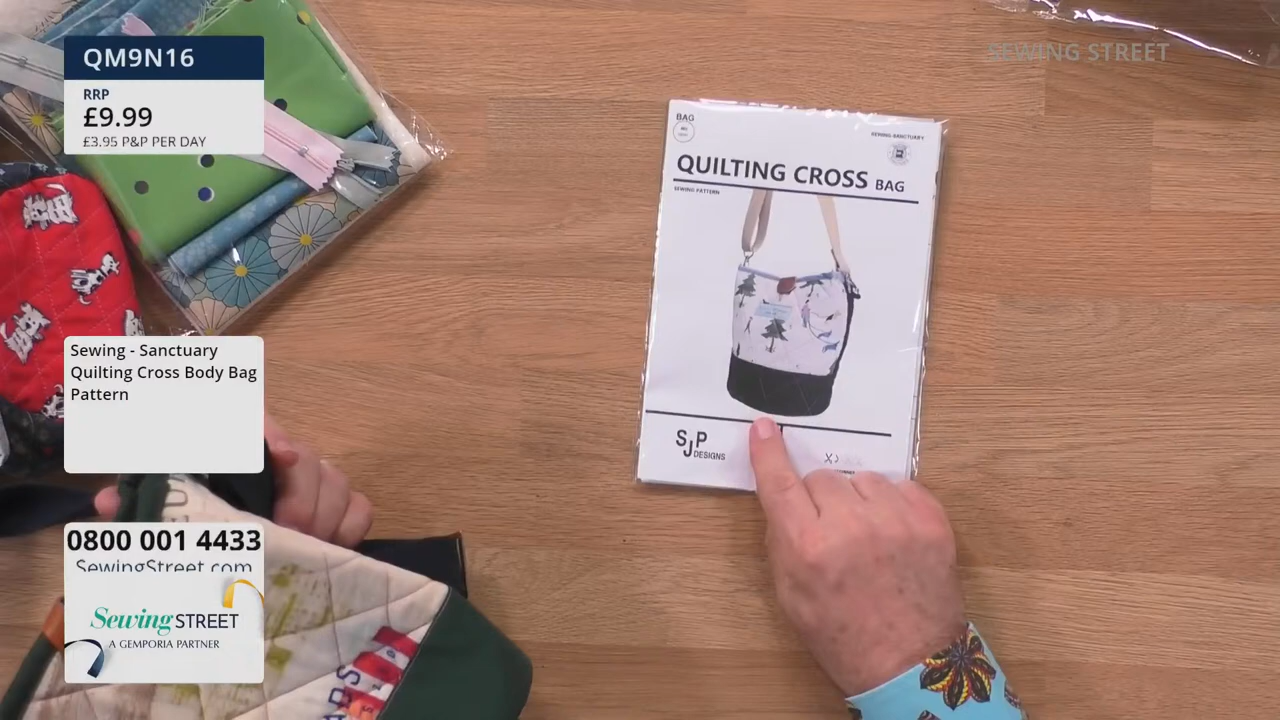 QM9N16
RRP
£9.99
£3.95 P&P PER DAY
SEWING STREET
BAG
SEWING SANCTUARY
QUILTING CROSS BAG
SEWING PATTERN
SJP
DESIGNS
Sewing - Sanctuary
Quilting Cross Body Bag
Pattern
0800 001 4433
SewingStreet.com
Sewing STREET
A GEMPORIA PARTNER